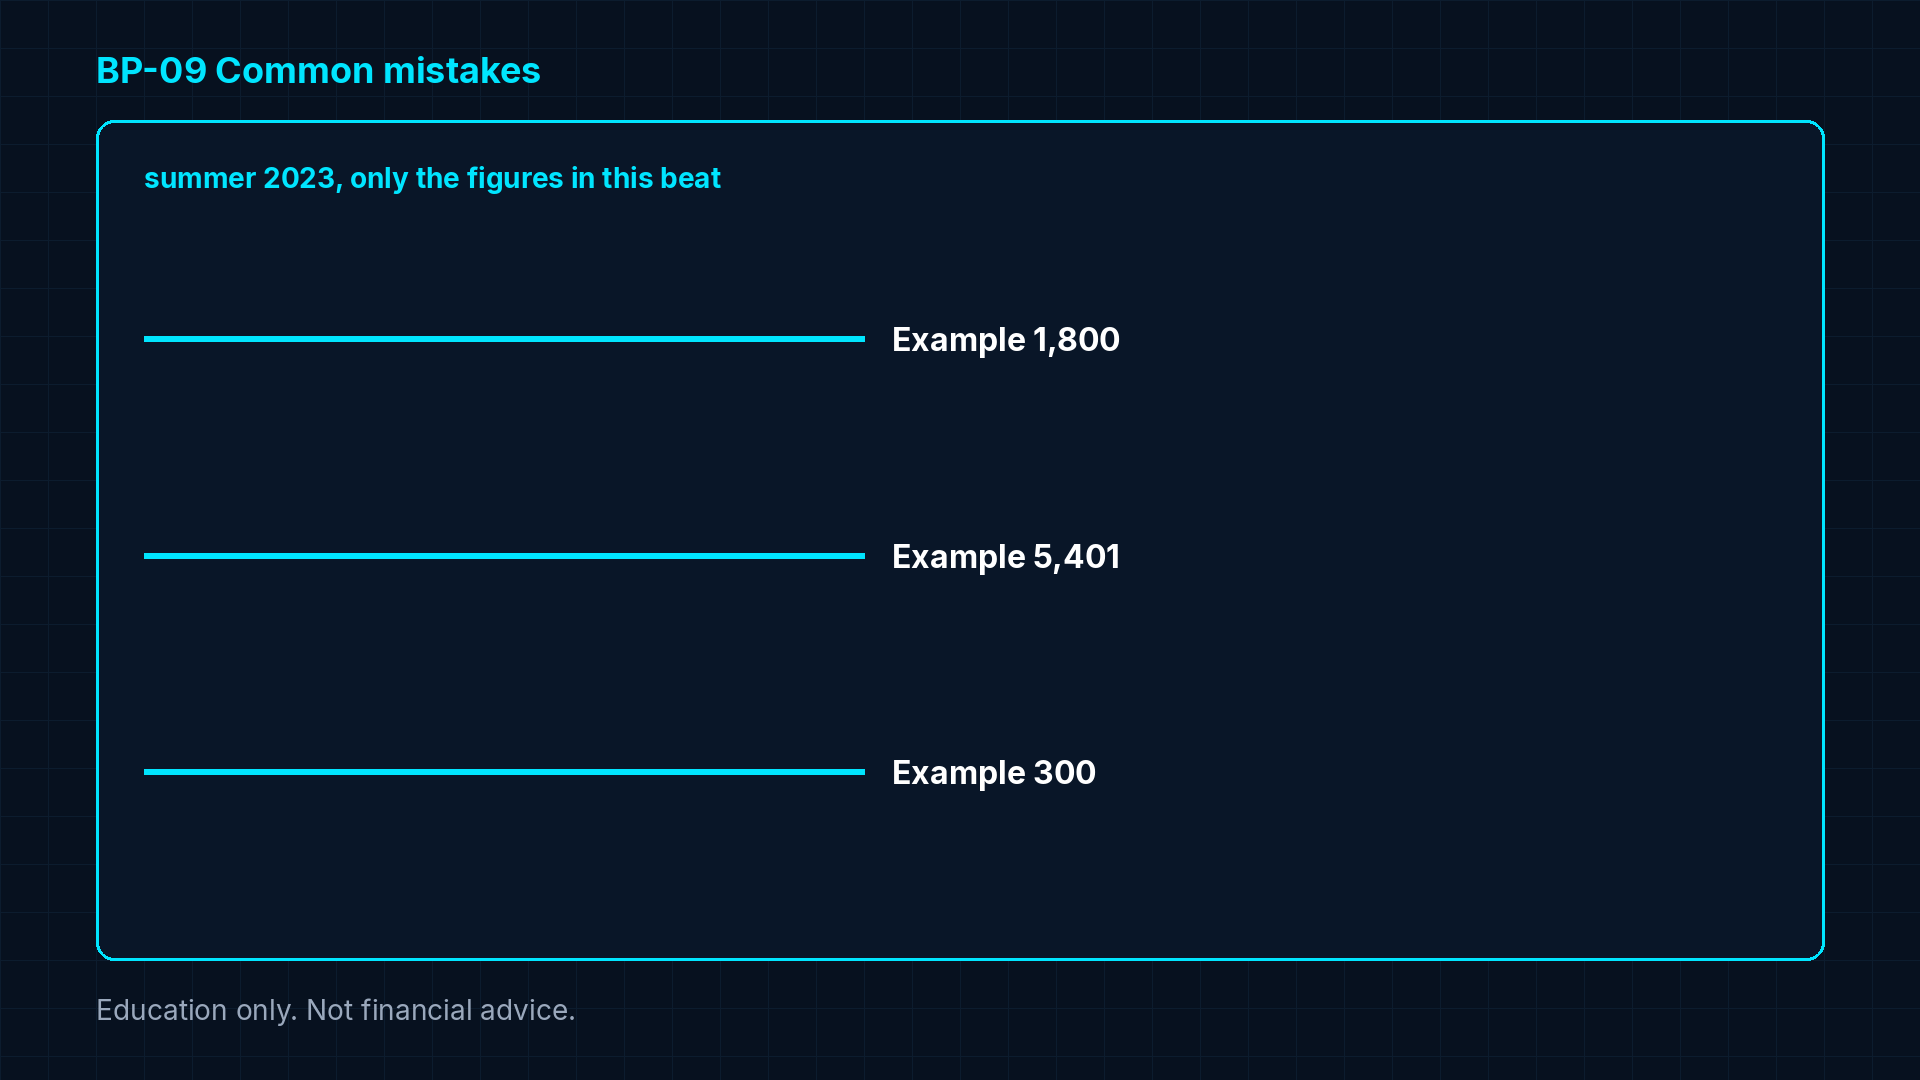 BP-09 Common mistakes
summer 2023, only the figures in this beat
Example 1,800
Example 5,401
Example 300
Education only. Not financial advice.